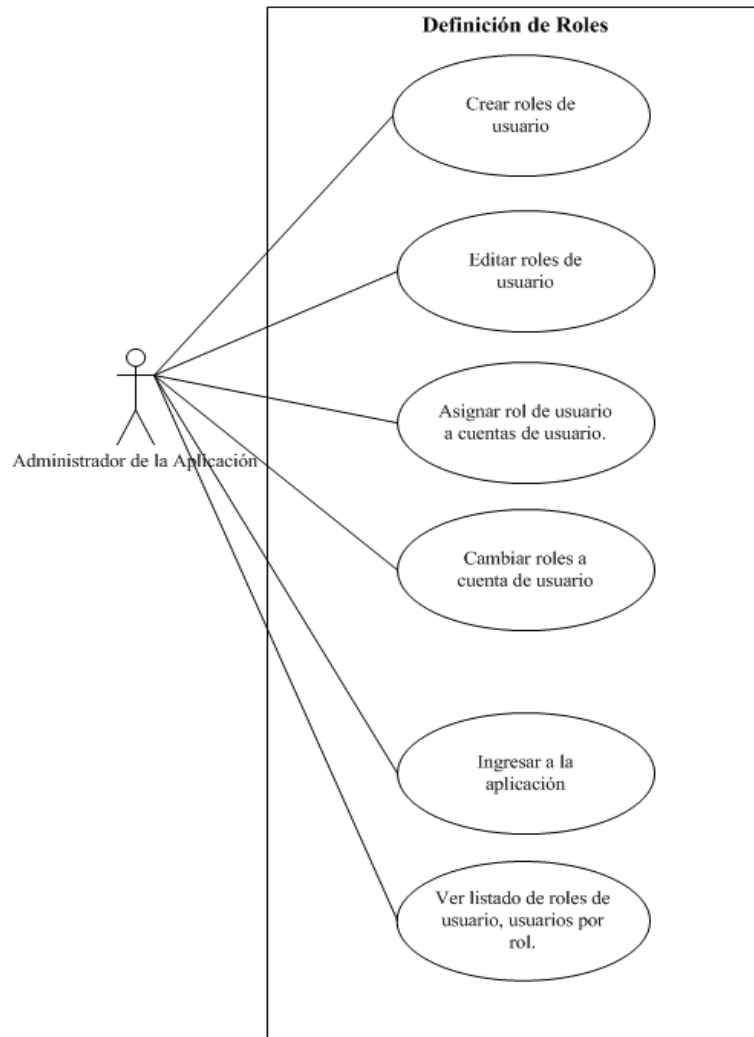 Definición de Roles
Crear roles de
usuario
Editar roles de
usuario
Asignar rol de usuario
a cuentas de usuario.
Administrador de la Aplicación
Cambiar roles a
cuenta de usuario
Ingresar a la
aplicación
Ver listado de roles de
usuario, usuarios por
rol.